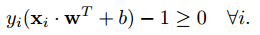 yᵢ(𝐱ᵢ · 𝐰ᵀ + b) − 1 ≥ 0 ∀i.